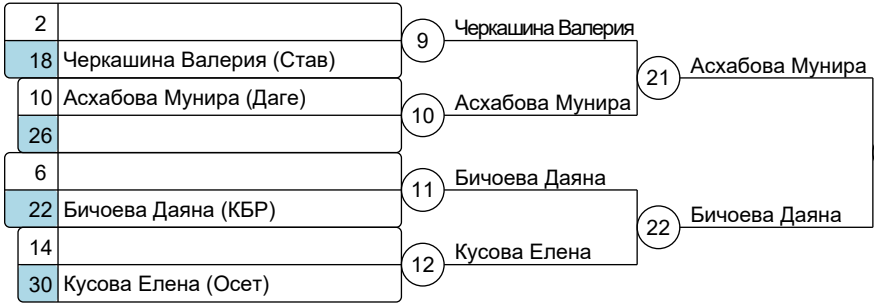 2
18 Черкашина Валерия (Став)
9 Черкашина Валерия
10 Асхабова Мунира (Даге)
26
10 Асхабова Мунира
21 Асхабова Мунира
6
22 Бичоева Даяна (КБР)
11 Бичоева Даяна
14
30 Кусова Елена (Осет)
12 Кусова Елена
22 Бичоева Даяна